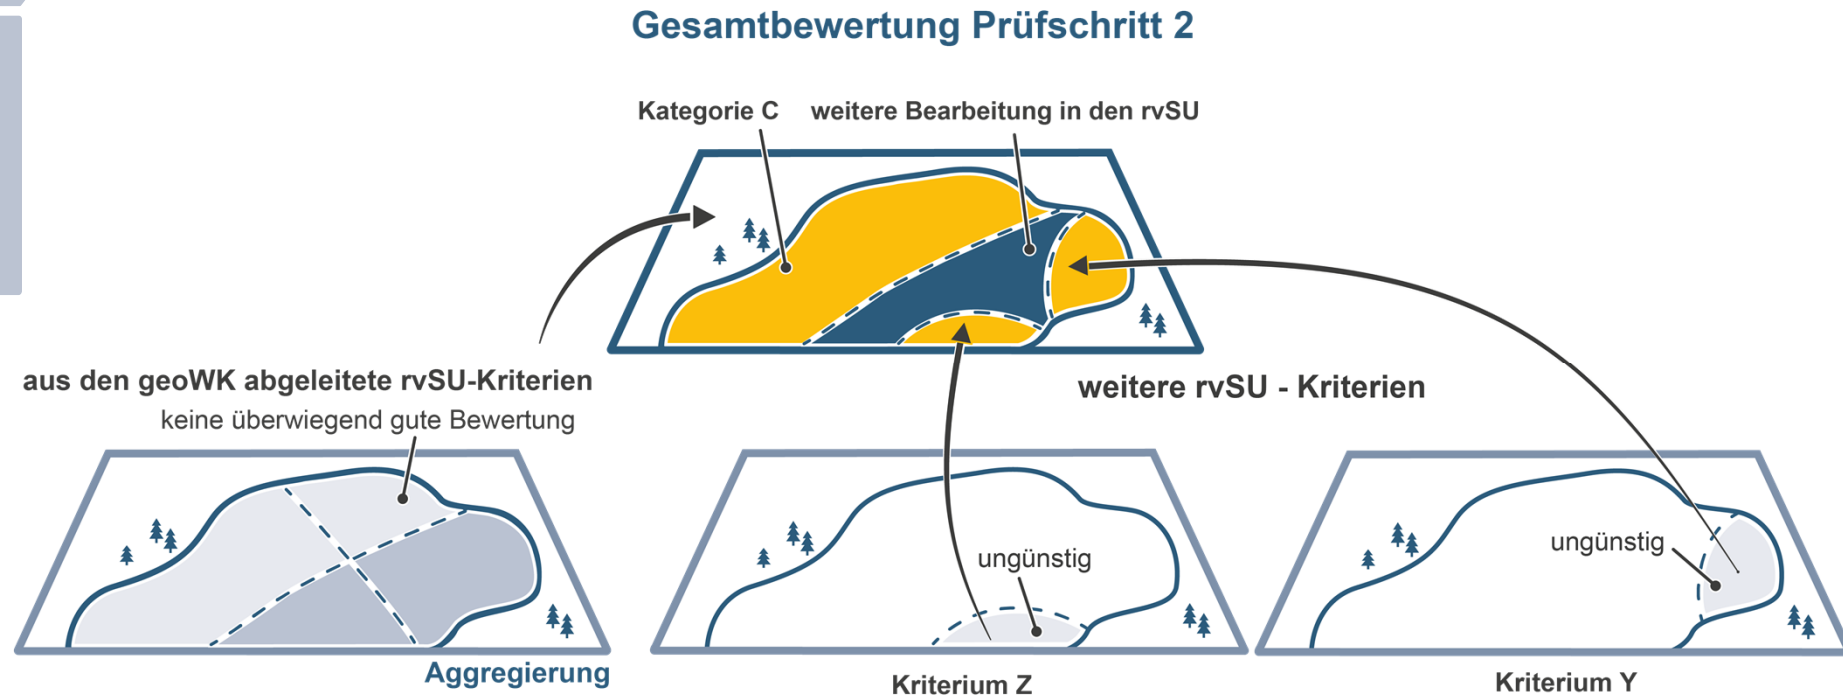 Gesamtbewertung Prüfschritt 2
Kategorie C
weitere Bearbeitung in den rvSU
aus den geoWK abgeleitete rvSU-Kriterien
keine überwiegend gute Bewertung
weitere rvSU - Kriterien
ungünstig
ungünstig
Aggregierung
Kriterium Z
Kriterium Y